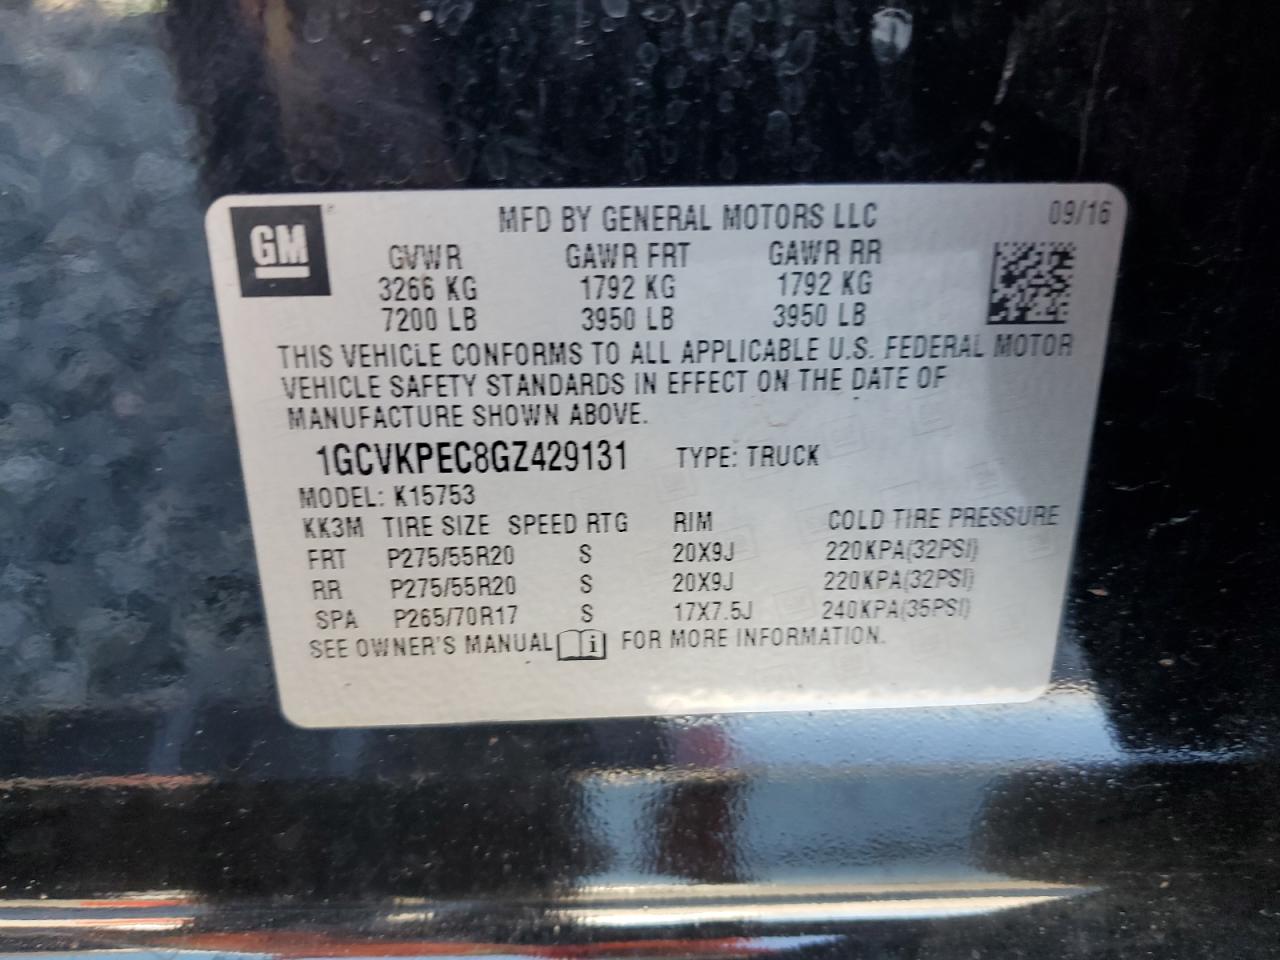 GM MFD BY GENERAL MOTORS LLC 09/16
GVWR GAWR FRT GAWR RR
3266 KG 1792 KG 1792 KG
7200 LB 3950 LB 3950 LB
THIS VEHICLE CONFORMS TO ALL APPLICABLE U.S. FEDERAL MOTOR
VEHICLE SAFETY STANDARDS IN EFFECT ON THE DATE OF
MANUFACTURE SHOWN ABOVE.
1GCVKPEC8GZ429131 TYPE: TRUCK
MODEL: K15753
KK3M TIRE SIZE SPEED RTG RIM COLD TIRE PRESSURE
FRT P275/55R20 S 20X9J 220KPA(32PSI)
RR P275/55R20 S 20X9J 220KPA(32PSI)
SPA P265/70R17 S 17X7.5J 240KPA(35PSI)
SEE OWNER'S MANUAL i FOR MORE INFORMATION.